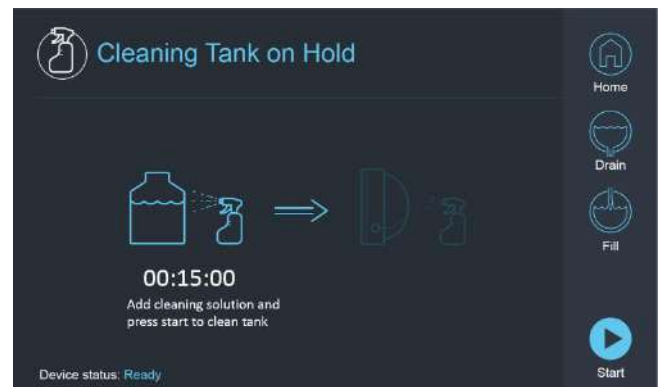 Cleaning Tank on Hold
Home
Drain
Fill
00:15:00
Add cleaning solution and
press start to clean tank
Device status: Ready
Start